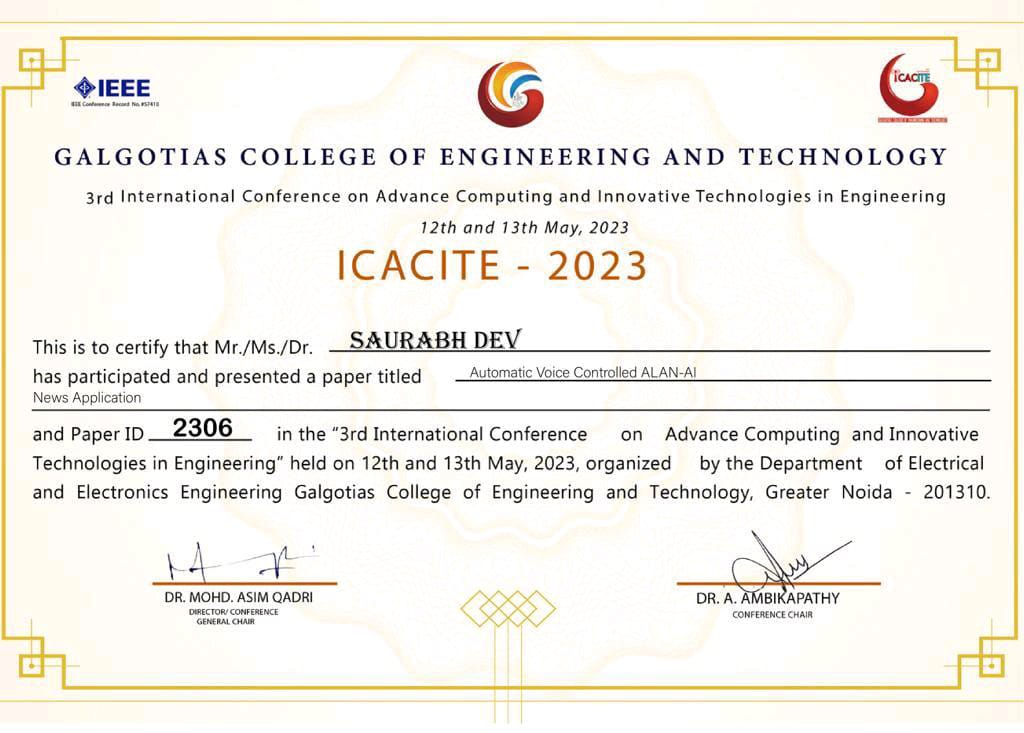 IEEE
IEEE Conference Record No. #57410
ICACITE
GALGOTIAS COLLEGE OF ENGINEERING AND TECHNOLOGY
3rd International Conference on Advance Computing and Innovative Technologies in Engineering
12th and 13th May, 2023
ICACITE - 2023
This is to certify that Mr./Ms./Dr. SAURABH DEV
has participated and presented a paper titled Automatic Voice Controlled ALAN-AI
News Application
and Paper ID 2306 in the “3rd International Conference on Advance Computing and Innovative
Technologies in Engineering” held on 12th and 13th May, 2023, organized by the Department of Electrical
and Electronics Engineering Galgotias College of Engineering and Technology, Greater Noida - 201310.
DR. MOHD. ASIM QADRI
DIRECTOR/ CONFERENCE
GENERAL CHAIR
DR. A. AMBIKAPATHY
CONFERENCE CHAIR